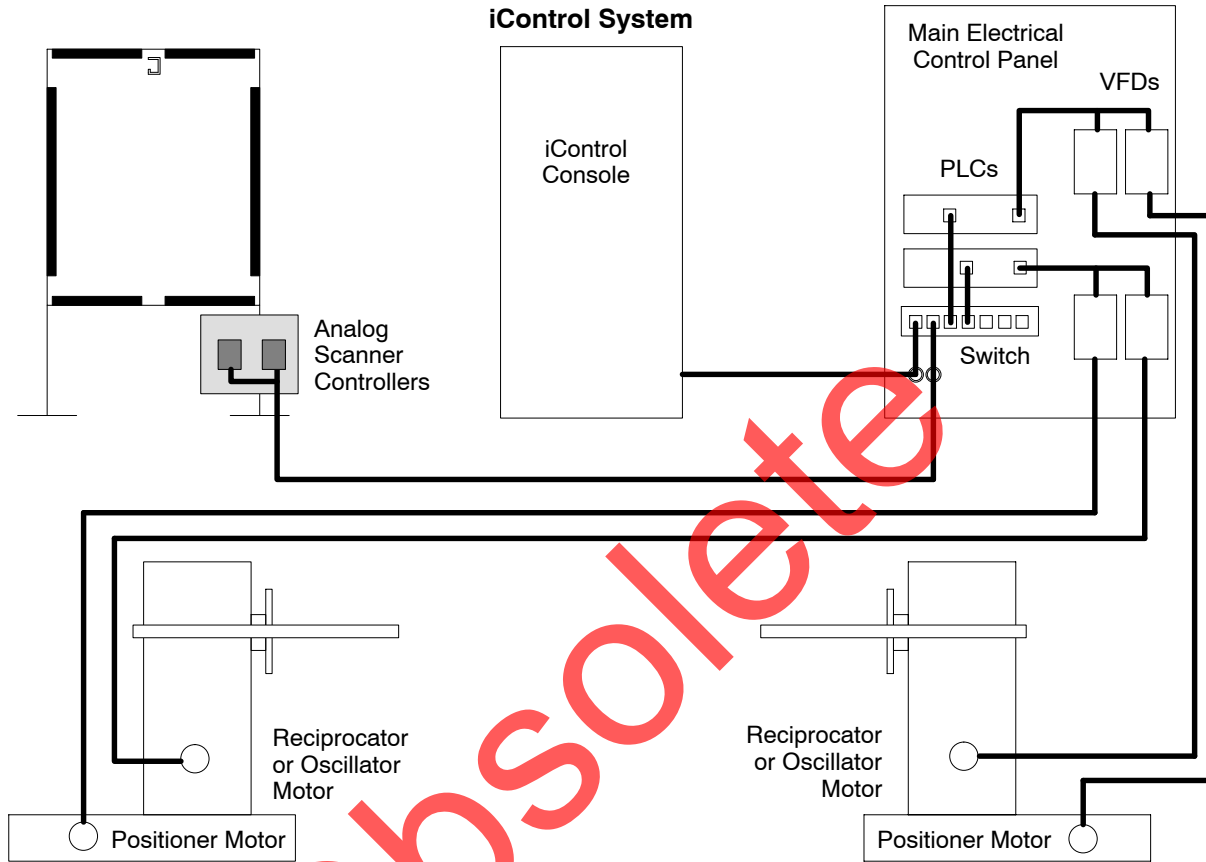 iControl System
Main Electrical
Control Panel
VFDs
iControl
Console
PLCs
Analog
Scanner
Controllers
Switch
Reciprocator
or Oscillator
Motor
Reciprocator
or Oscillator
Motor
Positioner Motor
Positioner Motor
Obsolete